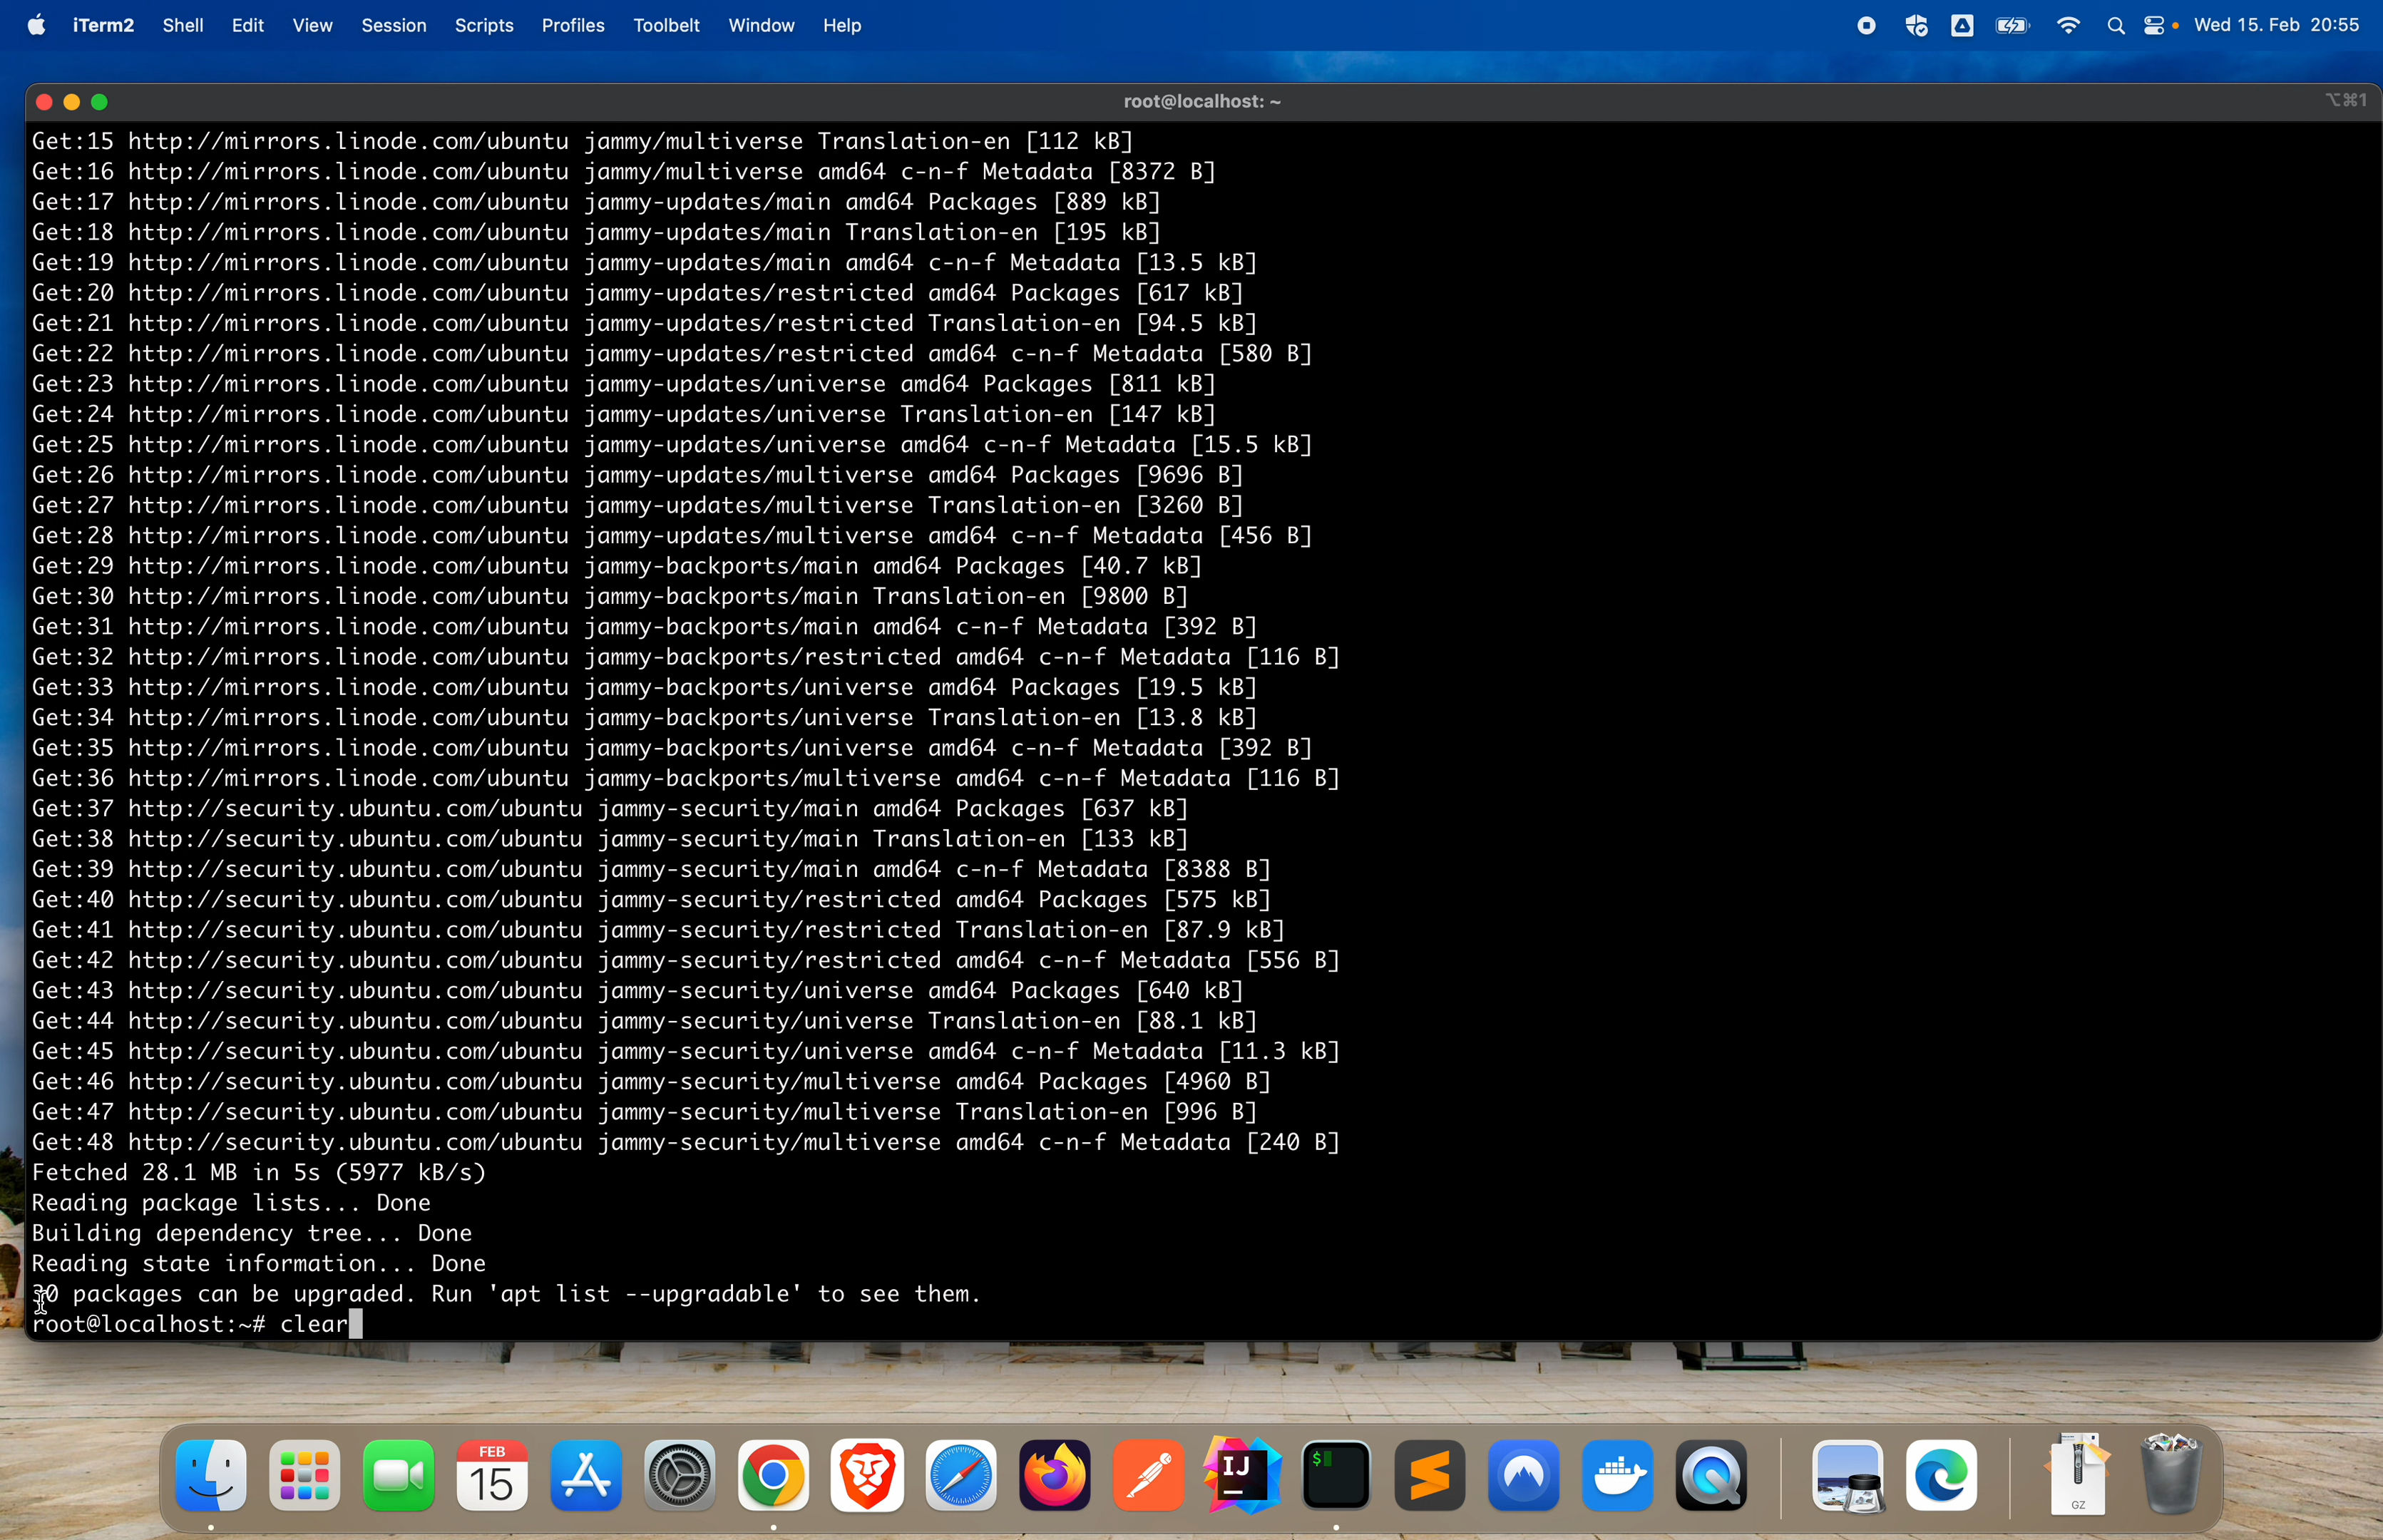 iTerm2 Shell Edit View Session Scripts Profiles Toolbelt Window Help Wed 15. Feb 20:55
root@localhost: ~ ⌥⌘1
Get:15 http://mirrors.linode.com/ubuntu jammy/multiverse Translation-en [112 kB]
Get:16 http://mirrors.linode.com/ubuntu jammy/multiverse amd64 c-n-f Metadata [8372 B]
Get:17 http://mirrors.linode.com/ubuntu jammy-updates/main amd64 Packages [889 kB]
Get:18 http://mirrors.linode.com/ubuntu jammy-updates/main Translation-en [195 kB]
Get:19 http://mirrors.linode.com/ubuntu jammy-updates/main amd64 c-n-f Metadata [13.5 kB]
Get:20 http://mirrors.linode.com/ubuntu jammy-updates/restricted amd64 Packages [617 kB]
Get:21 http://mirrors.linode.com/ubuntu jammy-updates/restricted Translation-en [94.5 kB]
Get:22 http://mirrors.linode.com/ubuntu jammy-updates/restricted amd64 c-n-f Metadata [580 B]
Get:23 http://mirrors.linode.com/ubuntu jammy-updates/universe amd64 Packages [811 kB]
Get:24 http://mirrors.linode.com/ubuntu jammy-updates/universe Translation-en [147 kB]
Get:25 http://mirrors.linode.com/ubuntu jammy-updates/universe amd64 c-n-f Metadata [15.5 kB]
Get:26 http://mirrors.linode.com/ubuntu jammy-updates/multiverse amd64 Packages [9696 B]
Get:27 http://mirrors.linode.com/ubuntu jammy-updates/multiverse Translation-en [3260 B]
Get:28 http://mirrors.linode.com/ubuntu jammy-updates/multiverse amd64 c-n-f Metadata [456 B]
Get:29 http://mirrors.linode.com/ubuntu jammy-backports/main amd64 Packages [40.7 kB]
Get:30 http://mirrors.linode.com/ubuntu jammy-backports/main Translation-en [9800 B]
Get:31 http://mirrors.linode.com/ubuntu jammy-backports/main amd64 c-n-f Metadata [392 B]
Get:32 http://mirrors.linode.com/ubuntu jammy-backports/restricted amd64 c-n-f Metadata [116 B]
Get:33 http://mirrors.linode.com/ubuntu jammy-backports/universe amd64 Packages [19.5 kB]
Get:34 http://mirrors.linode.com/ubuntu jammy-backports/universe Translation-en [13.8 kB]
Get:35 http://mirrors.linode.com/ubuntu jammy-backports/universe amd64 c-n-f Metadata [392 B]
Get:36 http://mirrors.linode.com/ubuntu jammy-backports/multiverse amd64 c-n-f Metadata [116 B]
Get:37 http://security.ubuntu.com/ubuntu jammy-security/main amd64 Packages [637 kB]
Get:38 http://security.ubuntu.com/ubuntu jammy-security/main Translation-en [133 kB]
Get:39 http://security.ubuntu.com/ubuntu jammy-security/main amd64 c-n-f Metadata [8388 B]
Get:40 http://security.ubuntu.com/ubuntu jammy-security/restricted amd64 Packages [575 kB]
Get:41 http://security.ubuntu.com/ubuntu jammy-security/restricted Translation-en [87.9 kB]
Get:42 http://security.ubuntu.com/ubuntu jammy-security/restricted amd64 c-n-f Metadata [556 B]
Get:43 http://security.ubuntu.com/ubuntu jammy-security/universe amd64 Packages [640 kB]
Get:44 http://security.ubuntu.com/ubuntu jammy-security/universe Translation-en [88.1 kB]
Get:45 http://security.ubuntu.com/ubuntu jammy-security/universe amd64 c-n-f Metadata [11.3 kB]
Get:46 http://security.ubuntu.com/ubuntu jammy-security/multiverse amd64 Packages [4960 B]
Get:47 http://security.ubuntu.com/ubuntu jammy-security/multiverse Translation-en [996 B]
Get:48 http://security.ubuntu.com/ubuntu jammy-security/multiverse amd64 c-n-f Metadata [240 B]
Fetched 28.1 MB in 5s (5977 kB/s)
Reading package lists... Done
Building dependency tree... Done
Reading state information... Done
30 packages can be upgraded. Run 'apt list --upgradable' to see them.
root@localhost:~# clear
FEB
15
IJ
$
GZ